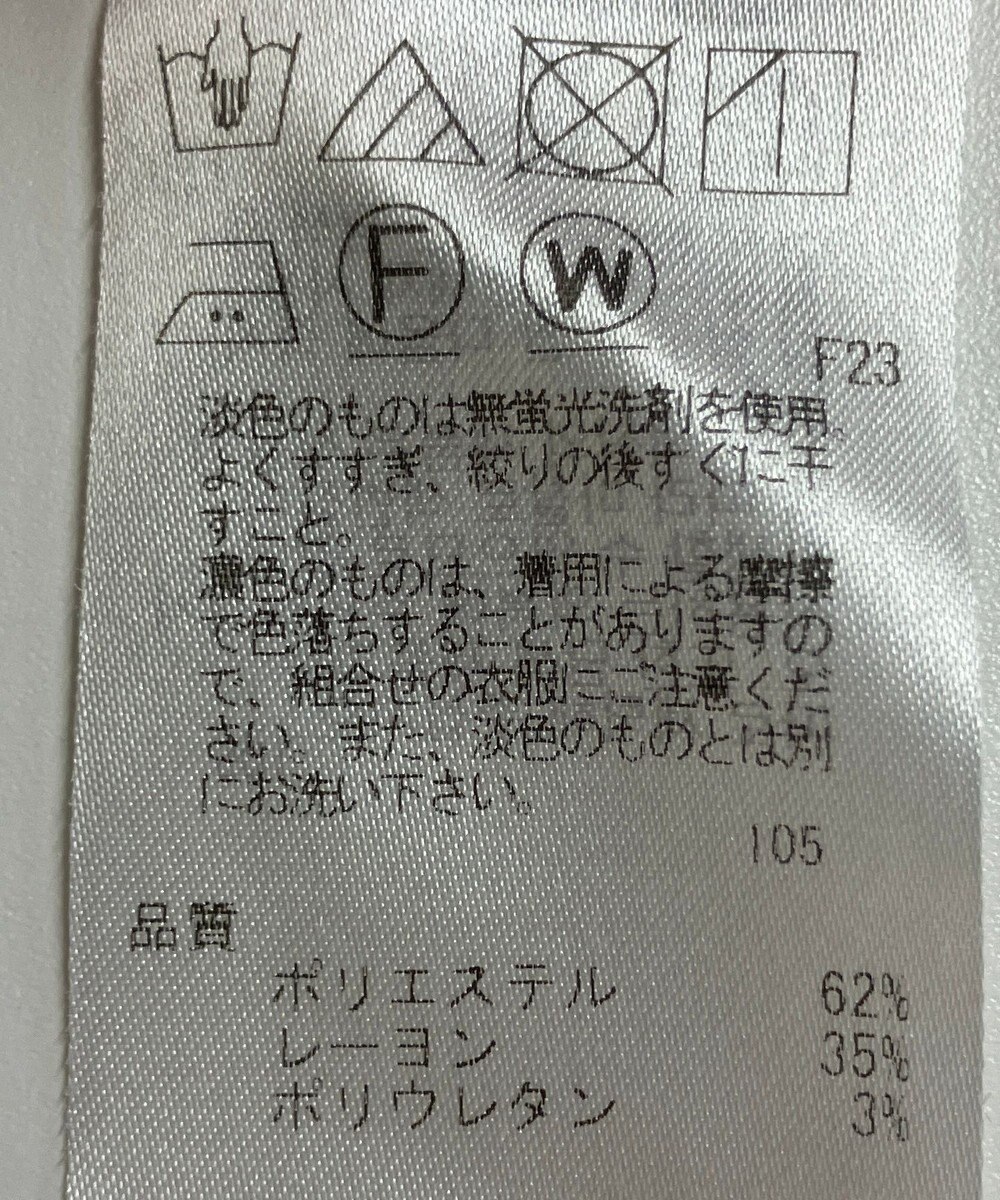 F W
F23
淡色のものは無蛍光洗剤を使用。
よくすすぎ、絞りの後すぐに干
すこと。
濃色のものは、着用による摩擦
で色落ちすることがありますの
で、組合せの衣服にご注意くだ
さい。また、淡色のものとは別
にお洗い下さい。
105
品質
ポリエステル 62%
レーヨン 35%
ポリウレタン 3%